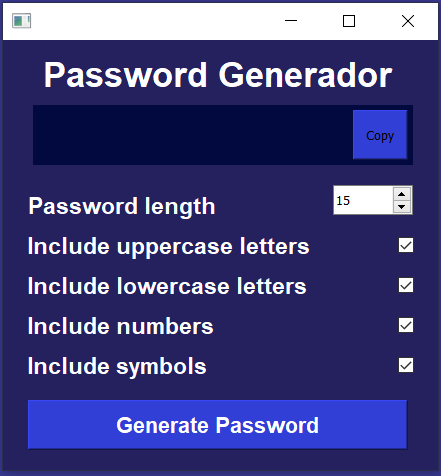 Password Generador
Copy
Password length
15
Include uppercase letters
Include lowercase letters
Include numbers
Include symbols
Generate Password